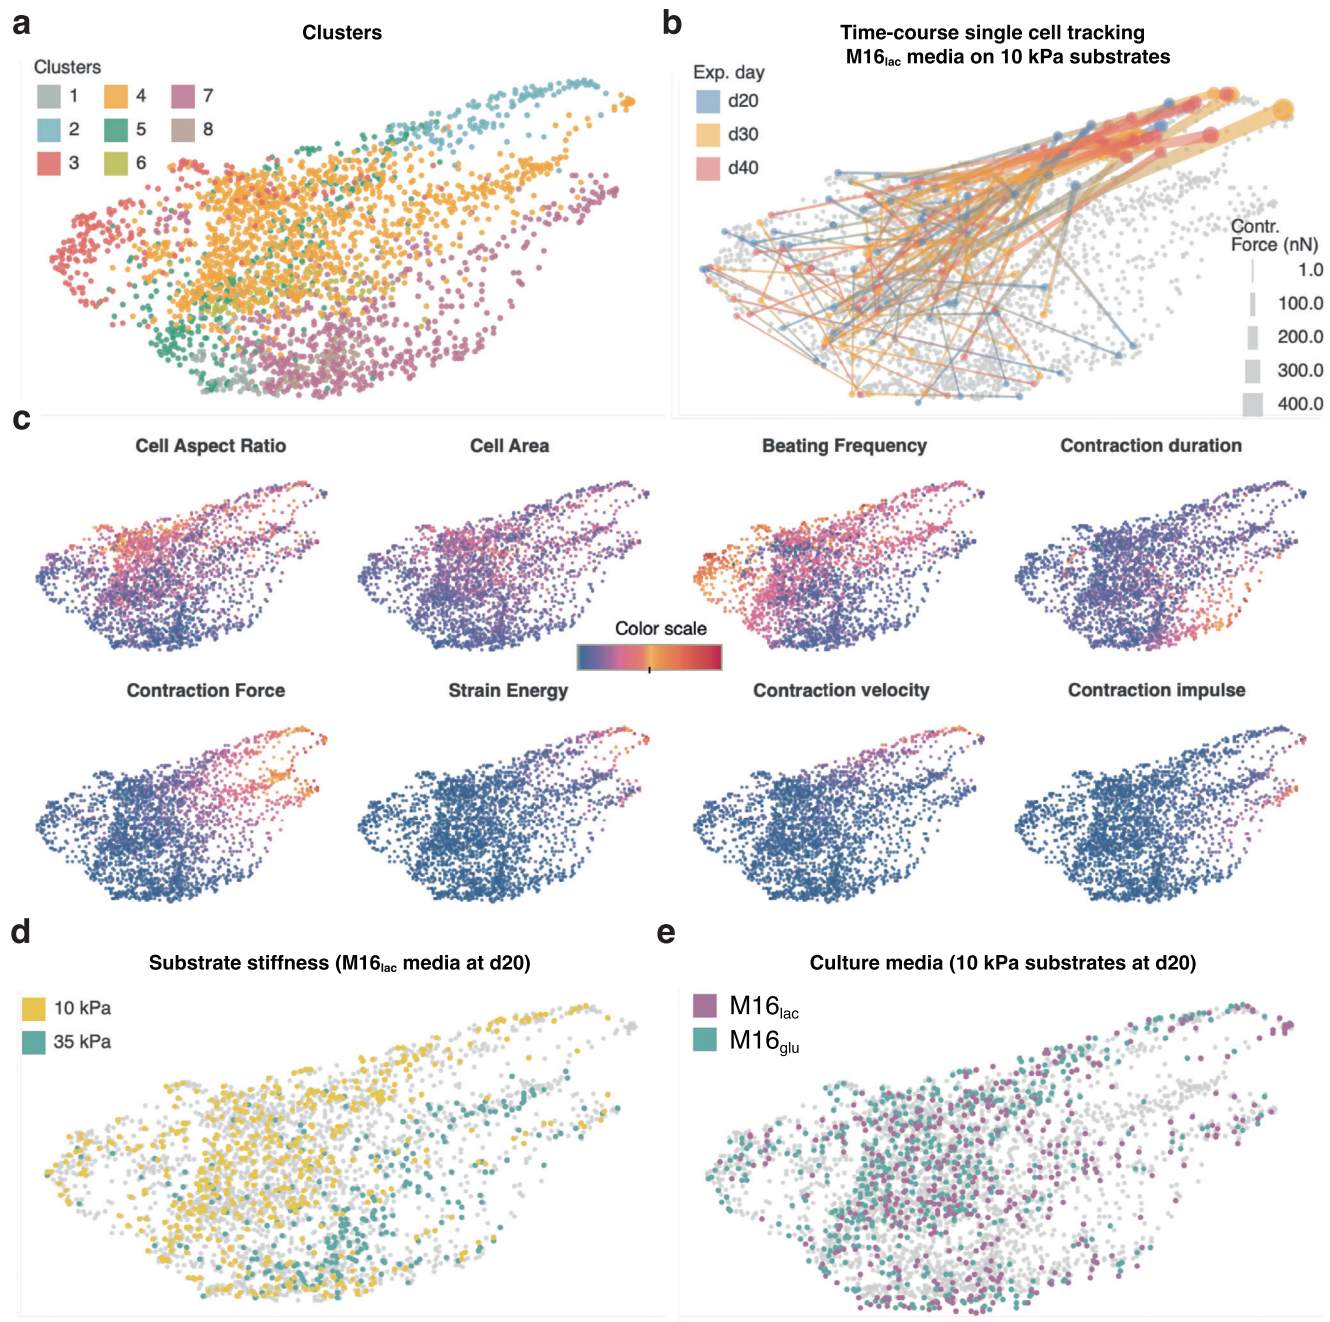 a
Clusters
Clusters
1
4
7
2
5
8
3
6
b
Time-course single cell tracking
M16lac media on 10 kPa substrates
Exp. day
d20
d30
d40
Contr.
Force (nN)
1.0
100.0
200.0
300.0
400.0
c
Cell Aspect Ratio
Cell Area
Beating Frequency
Contraction duration
Color scale
Contraction Force
Strain Energy
Contraction velocity
Contraction impulse
d
Substrate stiffness (M16lac media at d20)
10 kPa
35 kPa
e
Culture media (10 kPa substrates at d20)
M16lac
M16glu